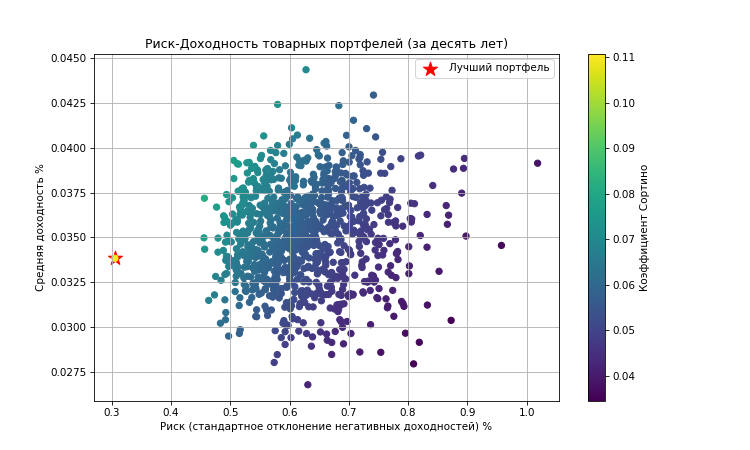 Риск-Доходность товарных портфелей (за десять лет)
Лучший портфель
0.0450
0.0425
0.0400
0.0375
0.0350
0.0325
0.0300
0.0275
Средняя доходность %
0.3 0.4 0.5 0.6 0.7 0.8 0.9 1.0
Риск (стандартное отклонение негативных доходностей) %
0.11
0.10
0.09
0.08
0.07
0.06
0.05
0.04
Коэффициент Сортино